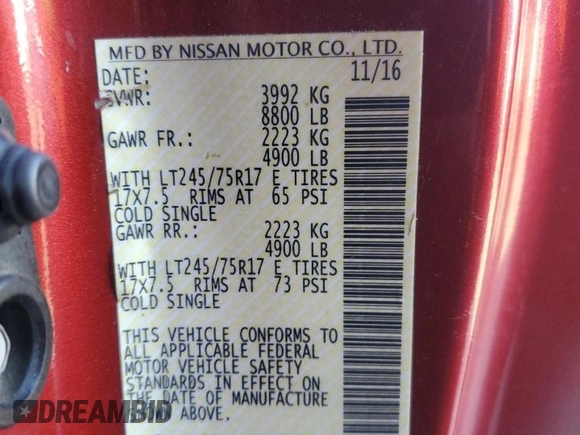 MFD BY NISSAN MOTOR CO., LTD.
DATE: 11/16
GVWR: 3992 KG
8800 LB
GAWR FR.: 2223 KG
4900 LB
WITH LT245/75R17 E TIRES
17X7.5 RIMS AT 65 PSI
COLD SINGLE
GAWR RR.: 2223 KG
4900 LB
WITH LT245/75R17 E TIRES
17X7.5 RIMS AT 73 PSI
COLD SINGLE
THIS VEHICLE CONFORMS TO
ALL APPLICABLE FEDERAL
MOTOR VEHICLE SAFETY
STANDARDS IN EFFECT ON
THE DATE OF MANUFACTURE
ABOVE.
DREAMBID